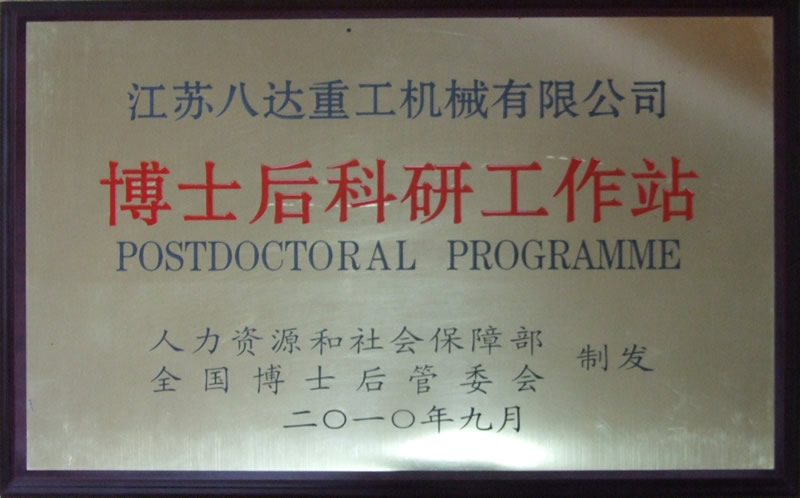 江苏八达重工机械有限公司
博士后科研工作站
POSTDOCTORAL PROGRAMME
人力资源和社会保障部
全国博士后管委会
制发
二〇一〇年九月